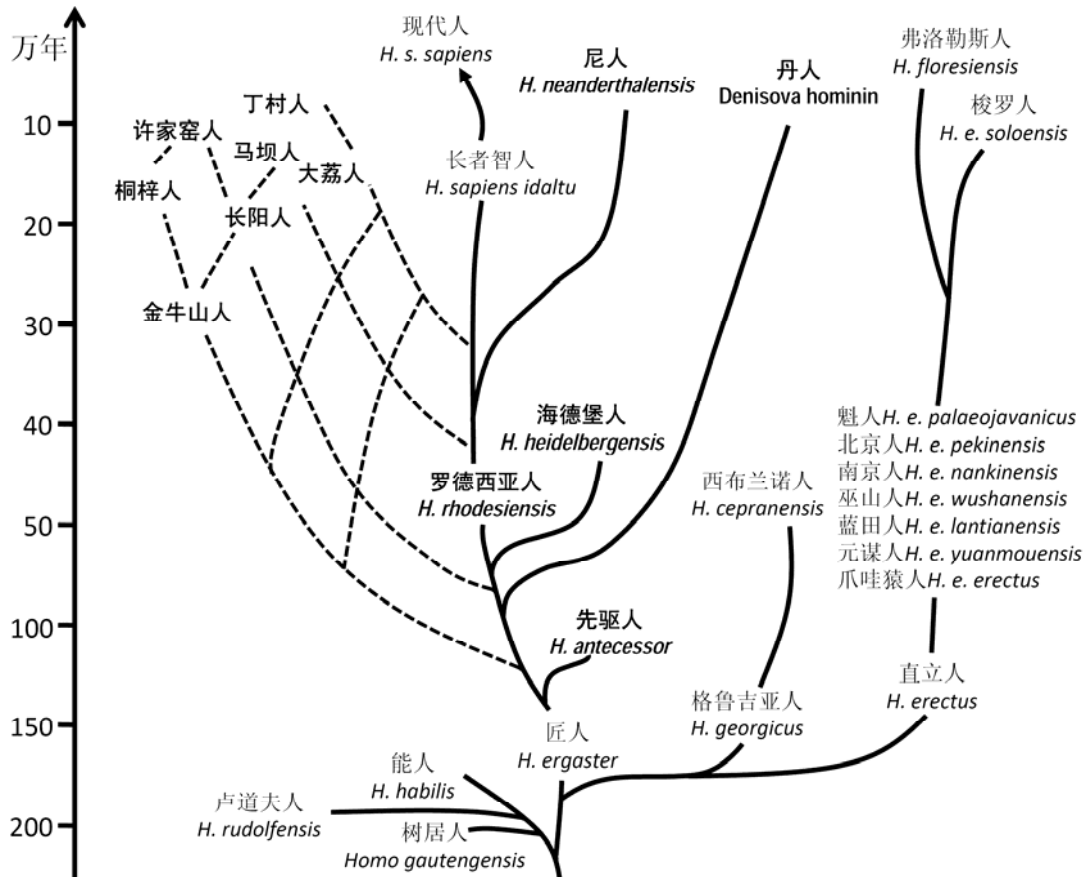 万年
10
20
30
40
50
100
150
200
现代人
H. s. sapiens
尼人
H. neanderthalensis
丹人
Denisova hominin
弗洛勒斯人
H. floresiensis
梭罗人
H. e. soloensis
丁村人
许家窑人
马坝人
大荔人
桐梓人
长阳人
金牛山人
长者智人
H. sapiens idaltu
海德堡人
H. heidelbergensis
罗德西亚人
H. rhodesiensis
西布兰诺人
H. cepranensis
魁人H. e. palaeojavanicus
北京人H. e. pekinensis
南京人H. e. nankinensis
巫山人H. e. wushanensis
蓝田人H. e. lantianensis
元谋人H. e. yuanmouensis
爪哇猿人H. e. erectus
先驱人
H. antecessor
直立人
H. erectus
格鲁吉亚人
H. georgicus
匠人
H. ergaster
能人
H. habilis
卢道夫人
H. rudolfensis
树居人
Homo gautengensis